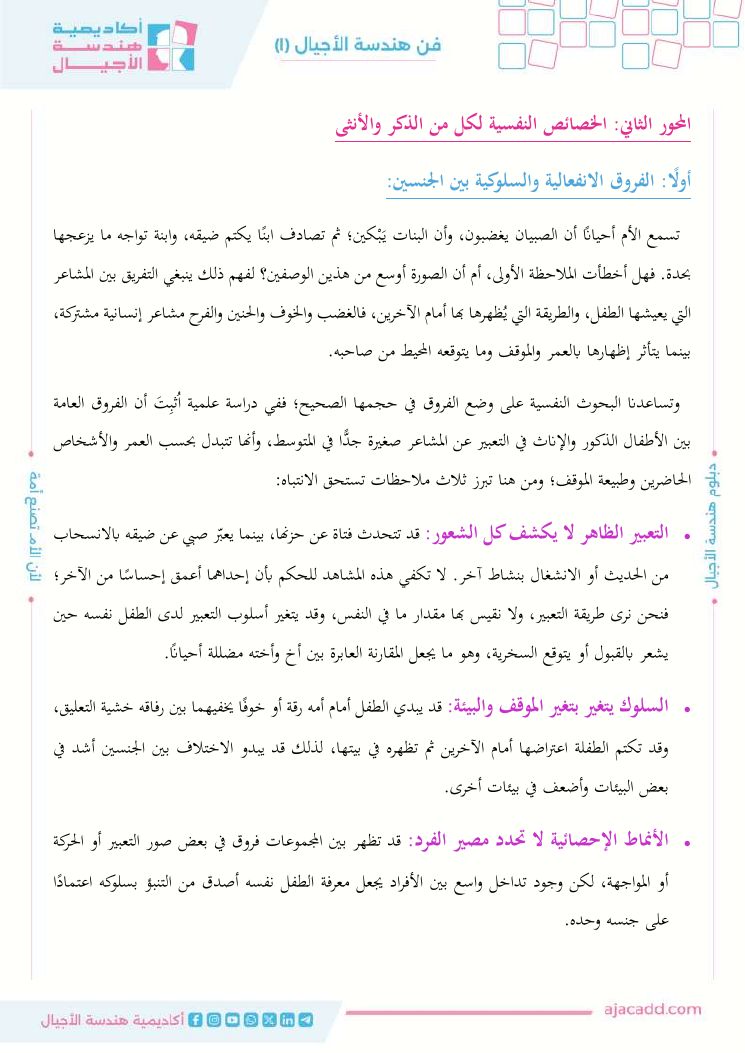 أكاديمية
هندسة
الأجيال
فن هندسة الأجيال (١)
المحور الثاني: الخصائص النفسية لكل من الذكر والأنثى
أولًا: الفروق الانفعالية والسلوكية بين الجنسين:
تسمع الأم أحيانًا أن الصبيان يغضبون، وأن البنات يَبْكين؛ ثم تصادف ابنًا يكتم ضيقه، وابنة تواجه ما يزعجها
بحدة. فهل أخطأت الملاحظة الأولى، أم أن الصورة أوسع من هذين الوصفين؟ لفهم ذلك ينبغي التفريق بين المشاعر
التي يعيشها الطفل، والطريقة التي يُظهرها بها أمام الآخرين، فالغضب والخوف والحنين والفرح مشاعر إنسانية مشتركة،
بينما يتأثر إظهارها بالعمر والموقف وما يتوقعه المحيط من صاحبه.
وتساعدنا البحوث النفسية على وضع الفروق في حجمها الصحيح؛ ففي دراسة علمية أُثبِتَ أن الفروق العامة
بين الأطفال الذكور والإناث في التعبير عن المشاعر صغيرة جدًّا في المتوسط، وأنها تتبدل بحسب العمر والأشخاص
الحاضرين وطبيعة الموقف؛ ومن هنا تبرز ثلاث ملاحظات تستحق الانتباه:
• التعبير الظاهر لا يكشف كل الشعور: قد تتحدث فتاة عن حزنها، بينما يعبّر صبي عن ضيقه بالانسحاب
من الحديث أو الانشغال بنشاط آخر. لا تكفي هذه المشاهد للحكم بأن إحداهما أعمق إحساسًا من الآخر؛
فنحن نرى طريقة التعبير، ولا نقيس بها مقدار ما في النفس، وقد يتغير أسلوب التعبير لدى الطفل نفسه حين
يشعر بالقبول أو يتوقع السخرية، وهو ما يجعل المقارنة العابرة بين أخ وأخته مضللة أحيانًا.
• السلوك يتغير بتغير الموقف والبيئة: قد يبدي الطفل أمام أمه رقة أو خوفًا يخفيهما بين رفاقه خشية التعليق،
وقد تكتم الطفلة اعتراضها أمام الآخرين ثم تظهره في بيتها، لذلك قد يبدو الاختلاف بين الجنسين أشد في
بعض البيئات وأضعف في بيئات أخرى.
• الأنماط الإحصائية لا تحدد مصير الفرد: قد تظهر بين المجموعات فروق في بعض صور التعبير أو الحركة
أو المواجهة، لكن وجود تداخل واسع بين الأفراد يجعل معرفة الطفل نفسه أصدق من التنبؤ بسلوكه اعتمادًا
على جنسه وحده.
دبلوم هندسة الأجيال
لأن الأم تصنع أمة
ajacadd.com
أكاديمية هندسة الأجيال